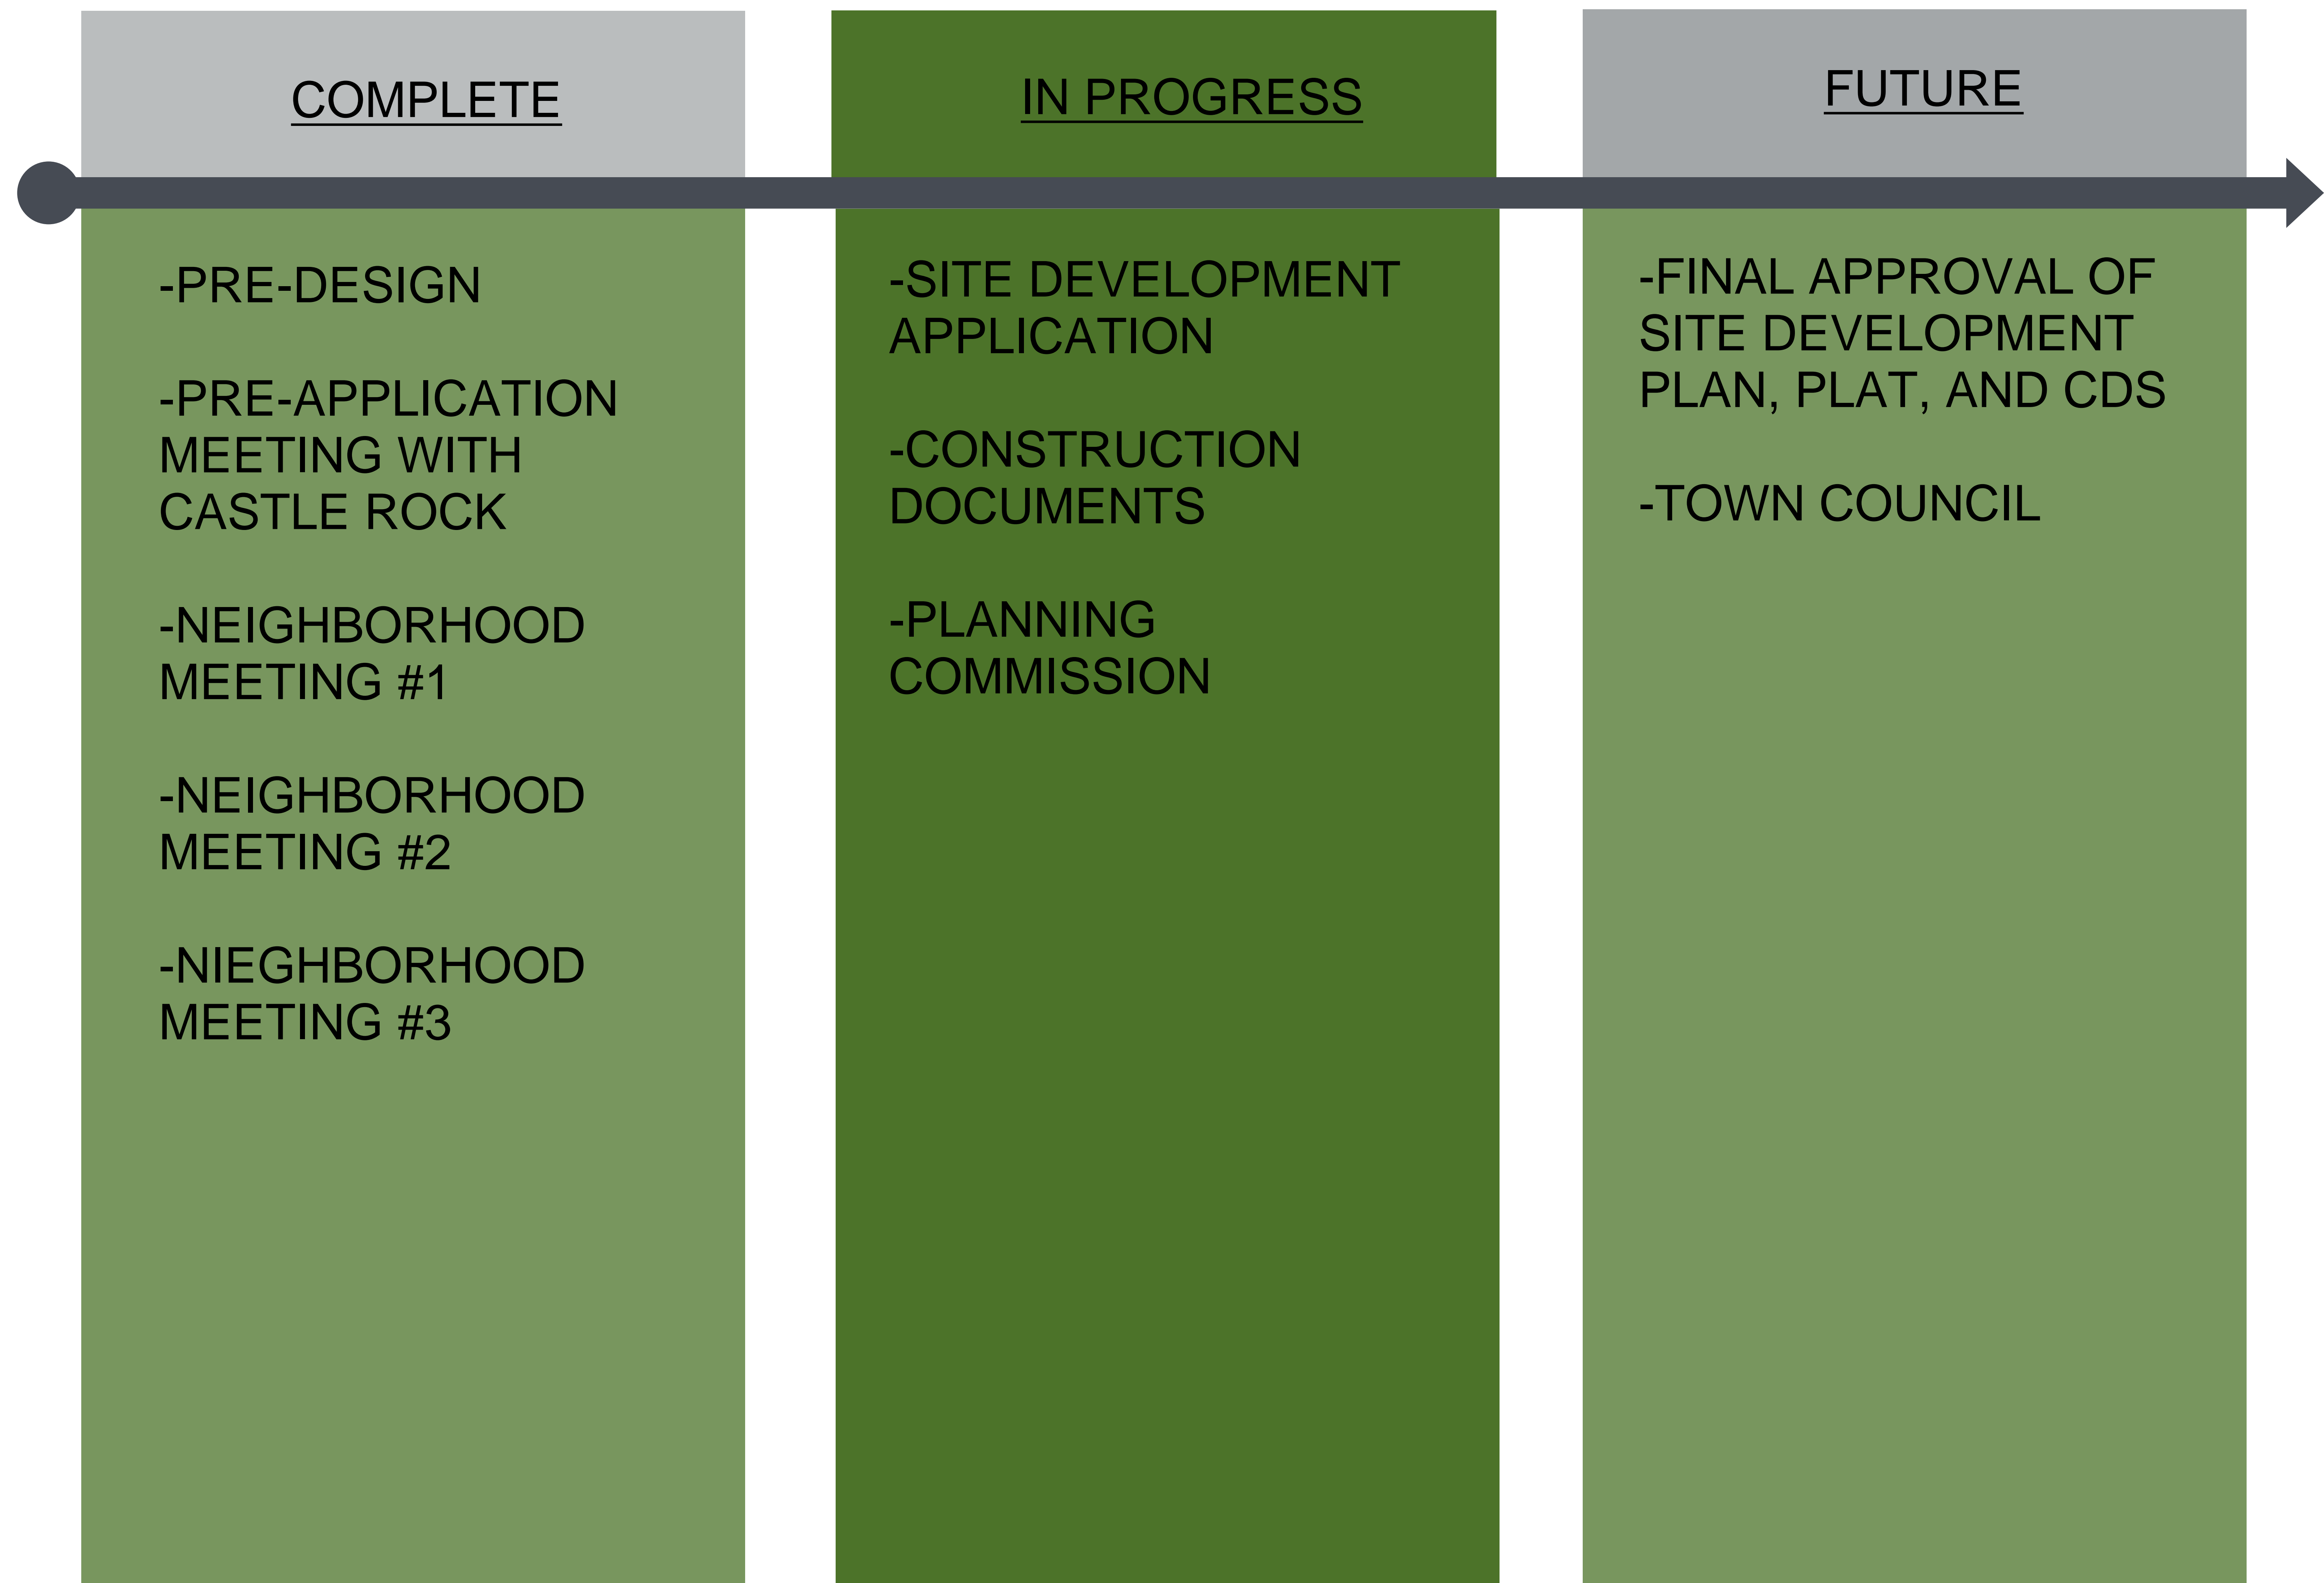 COMPLETE
-PRE-DESIGN
-PRE-APPLICATION
MEETING WITH
CASTLE ROCK
-NEIGHBORHOOD
MEETING #1
-NEIGHBORHOOD
MEETING #2
-NIEGHBORHOOD
MEETING #3
IN PROGRESS
-SITE DEVELOPMENT
APPLICATION
-CONSTRUCTION
DOCUMENTS
-PLANNING
COMMISSION
FUTURE
-FINAL APPROVAL OF
SITE DEVELOPMENT
PLAN, PLAT, AND CDS
-TOWN COUNCIL